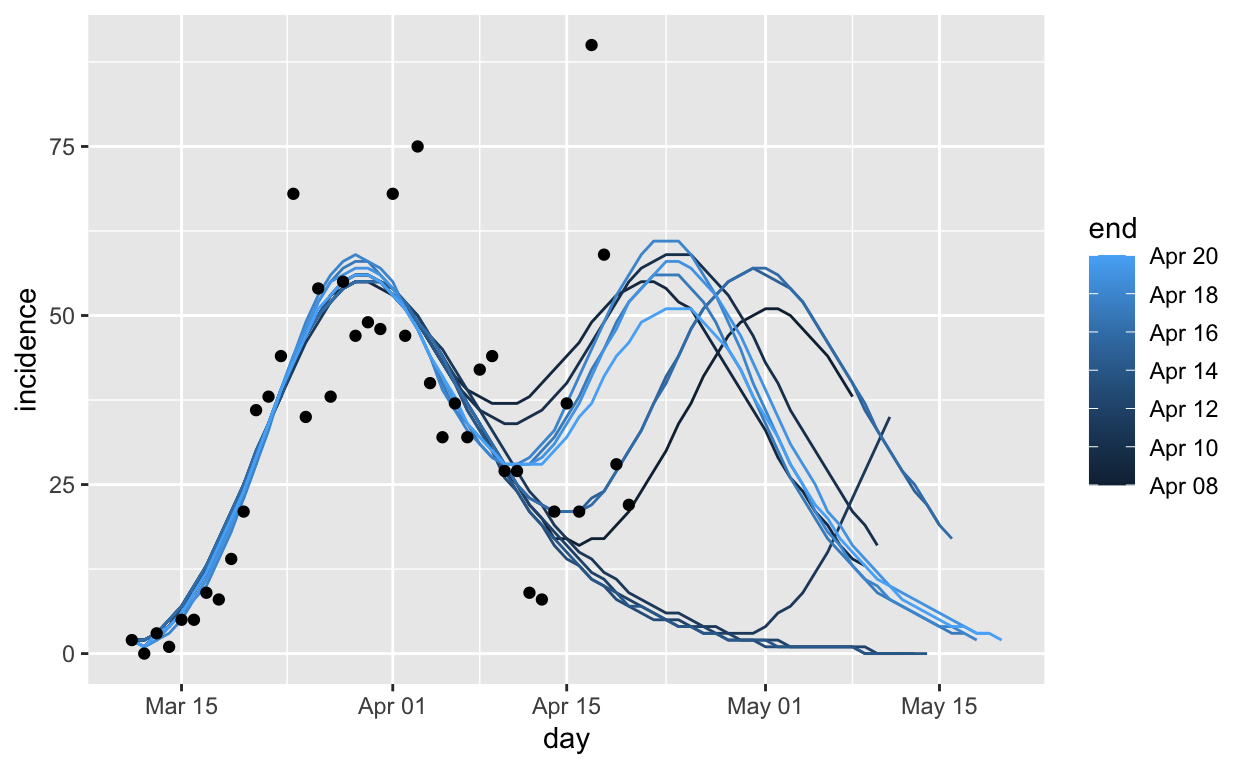 incidence
75
50
25
0
Mar 15
Apr 01
Apr 15
May 01
May 15
day
end
Apr 20
Apr 18
Apr 16
Apr 14
Apr 12
Apr 10
Apr 08